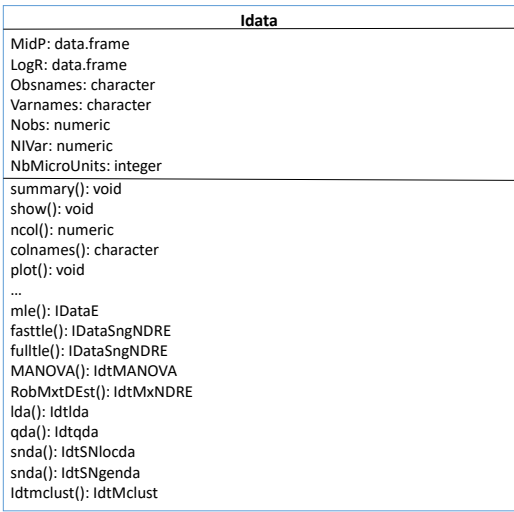 Idata
MidP: data.frame
LogR: data.frame
Obsnames: character
Varnames: character
Nobs: numeric
NIVar: numeric
NbMicroUnits: integer
summary(): void
show(): void
ncol(): numeric
colnames(): character
plot(): void
...
mle(): IDataE
fasttle(): IDataSngNDRE
fulltle(): IDataSngNDRE
MANOVA(): IdtMANOVA
RobMxtDEst(): IdtMxNDRE
lda(): Idtlda
qda(): Idtqda
snda(): IdtSNlocda
snda(): IdtSNgenda
Idtmclust(): IdtMclust